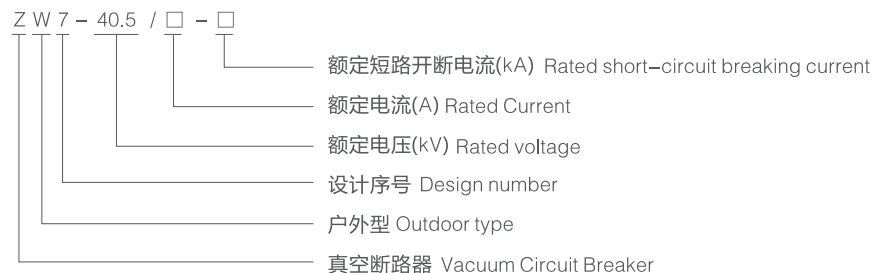 ZW7-40.5/□-□
额定短路开断电流(kA) Rated short-circuit breaking current
额定电流(A) Rated Current
额定电压(kV) Rated voltage
设计序号 Design number
户外型 Outdoor type
真空断路器 Vacuum Circuit Breaker